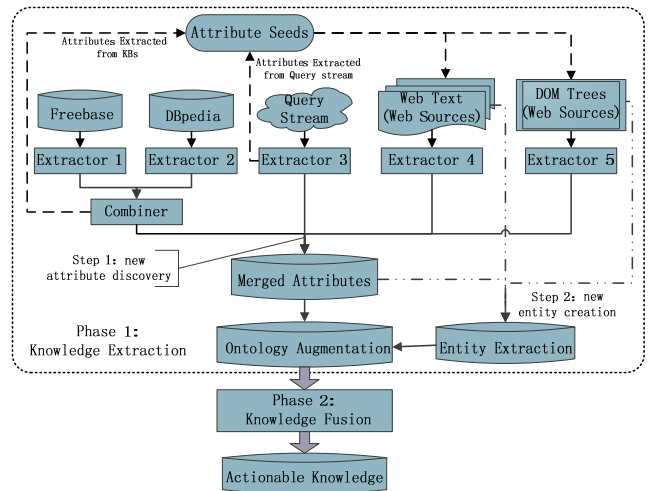 Attribute Seeds
Attributes Extracted
from KBs
Attributes Extracted
from Query stream
Freebase
DBpedia
Query
Stream
Web Text
(Web Sources)
DOM Trees
(Web Sources)
Extractor 1
Extractor 2
Extractor 3
Extractor 4
Extractor 5
Combiner
Step 1: new
attribute discovery
Merged Attributes
Step 2: new
entity creation
Phase 1:
Knowledge Extraction
Ontology Augmentation
Entity Extraction
Phase 2:
Knowledge Fusion
Actionable Knowledge